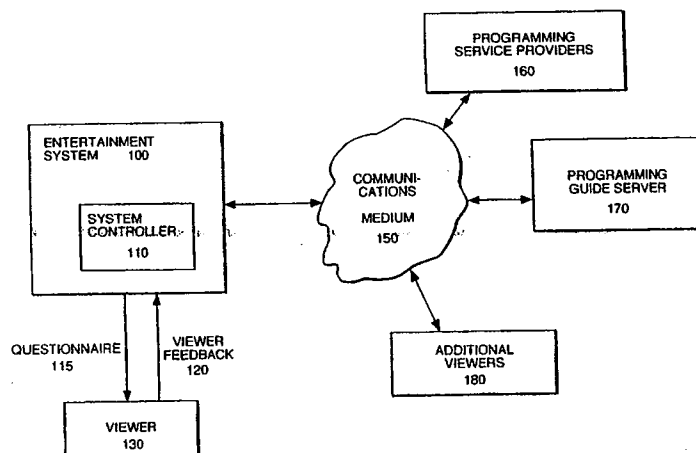 PROGRAMMING
SERVICE PROVIDERS
160
ENTERTAINMENT
SYSTEM 100
SYSTEM
CONTROLLER
110
COMMUNI-
CATIONS
MEDIUM
150
PROGRAMMING
GUIDE SERVER
170
QUESTIONNAIRE
115
VIEWER
FEEDBACK
120
ADDITIONAL
VIEWERS
180
VIEWER
130